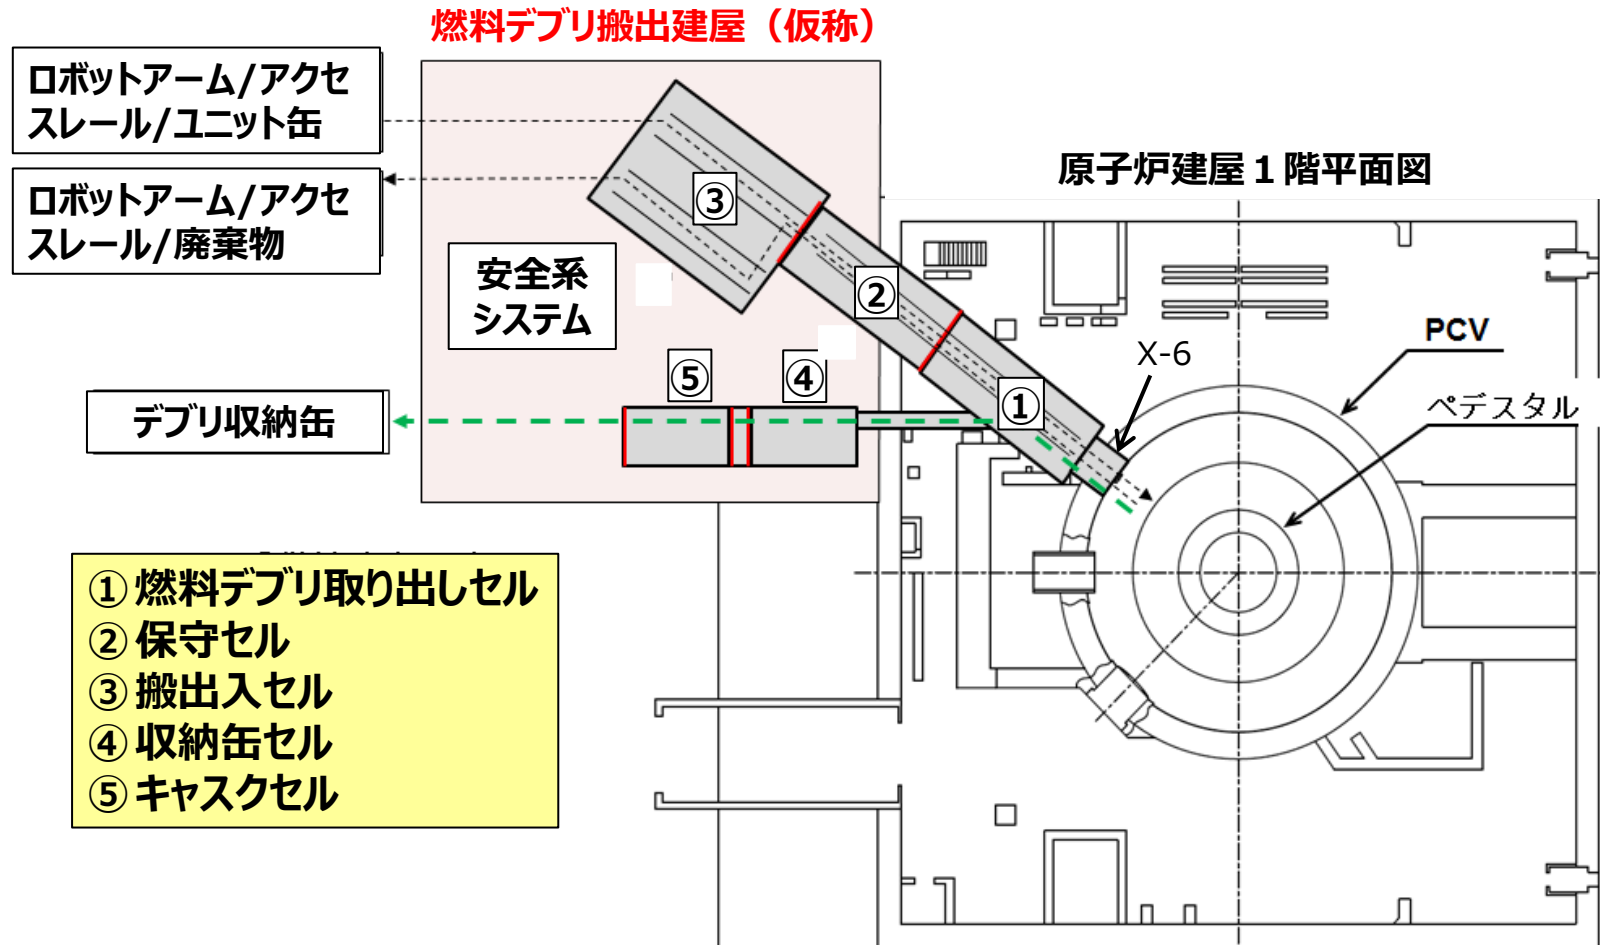 燃料デブリ搬出建屋（仮称）
ロボットアーム/アクセ
スレール/ユニット缶
ロボットアーム/アクセ
スレール/廃棄物
原子炉建屋１階平面図
③
安全系
システム
②
PCV
X-6
⑤
④
①
ペデスタル
デブリ収納缶
①燃料デブリ取り出しセル
②保守セル
③搬出入セル
④収納缶セル
⑤キャスクセル